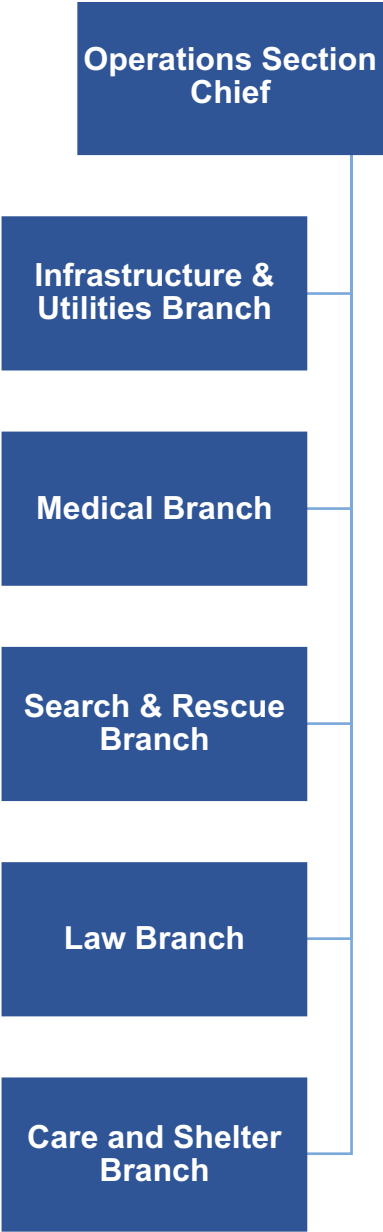 Operations Section
Chief
Infrastructure &
Utilities Branch
Medical Branch
Search & Rescue
Branch
Law Branch
Care and Shelter
Branch